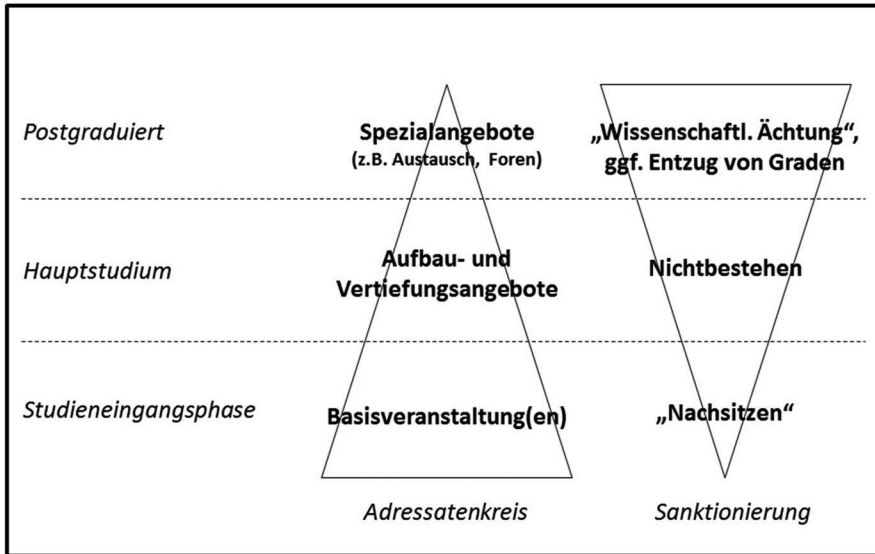 Postgraduiert
Spezialangebote
(z.B. Austausch, Foren)
„Wissenschaftl. Ächtung“,
ggf. Entzug von Graden
Hauptstudium
Aufbau- und
Vertiefungsangebote
Nichtbestehen
Studieneingangsphase
Basisveranstaltung(en)
„Nachsitzen“
Adressatenkreis
Sanktionierung